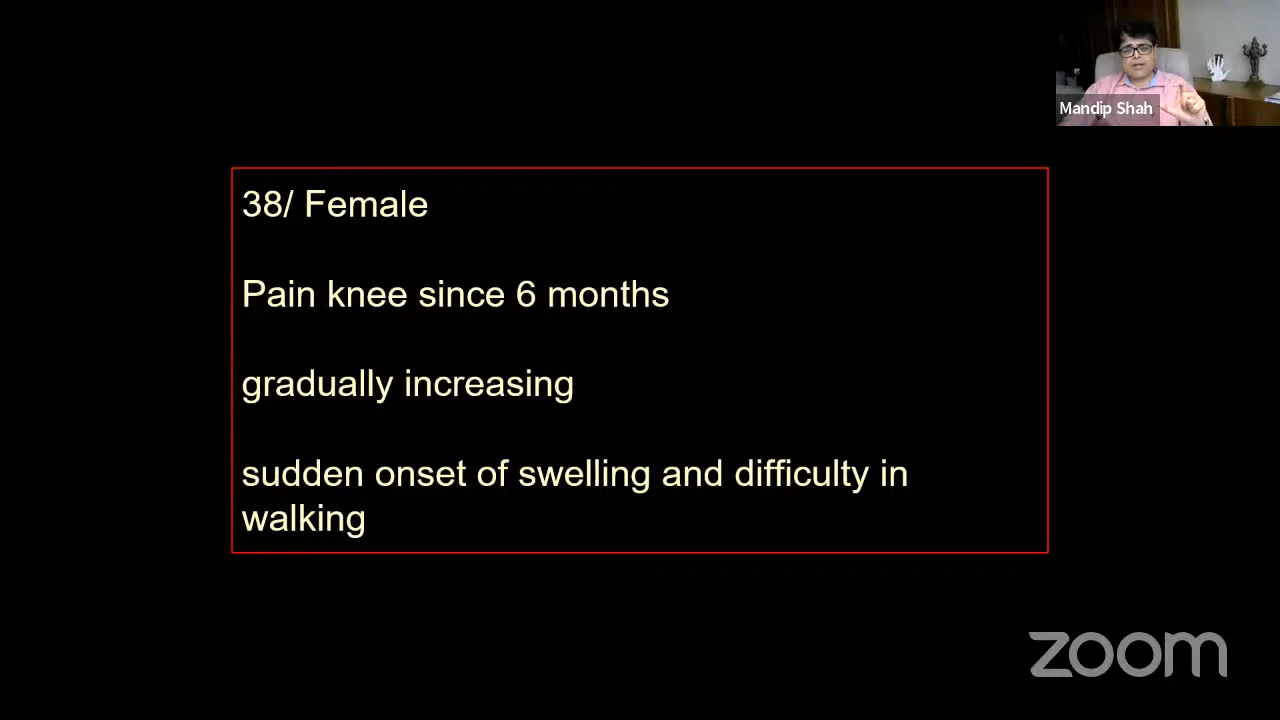 Mandip Shah
38/ Female
Pain knee since 6 months
gradually increasing
sudden onset of swelling and difficulty in
walking
zoom